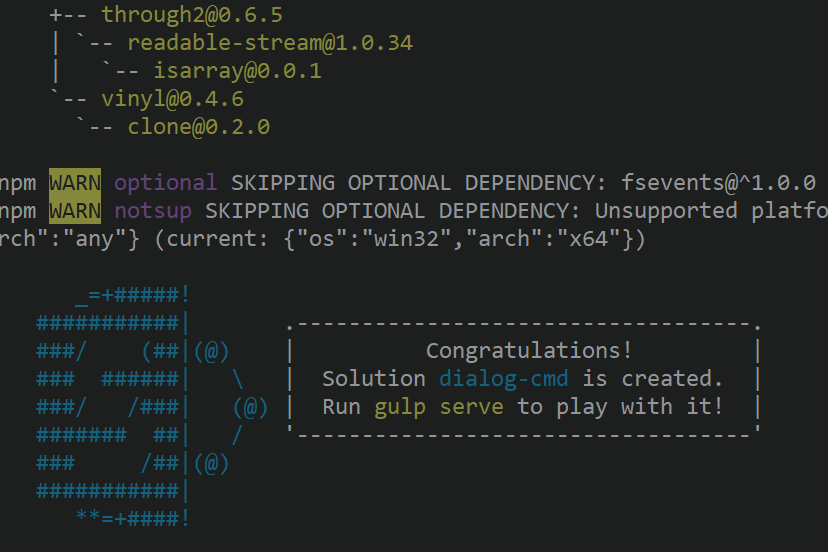 +-- through2@0.6.5
| `-- readable-stream@1.0.34
|   `-- isarray@0.0.1
`-- vinyl@0.4.6
  `-- clone@0.2.0
npm WARN optional SKIPPING OPTIONAL DEPENDENCY: fsevents@^1.0.0
npm WARN notsup SKIPPING OPTIONAL DEPENDENCY: Unsupported platfo
rch":"any"} (current: {"os":"win32","arch":"x64"})
   _=+#####!
###########|       .-----------------------------------.
###/    (##|(@)    |          Congratulations!         |
###  ######|   \   |  Solution dialog-cmd is created.  |
###/   /###|   (@) |  Run gulp serve to play with it!  |
#######  ##|   /   '-----------------------------------'
###     /##|(@)
###########|
   **=+####!